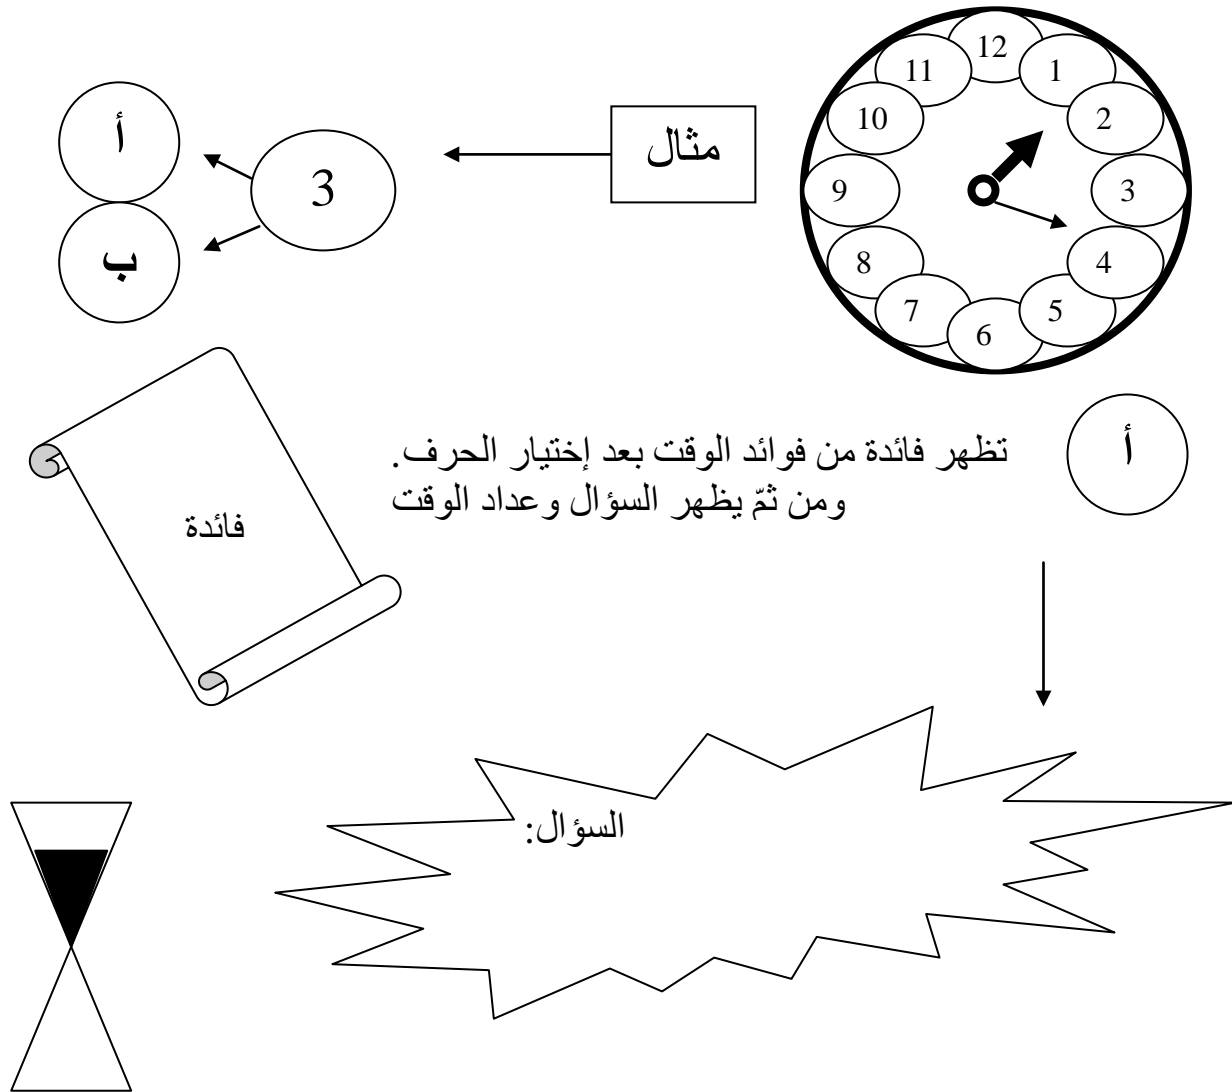 12
11
1
10
2
9
3
8
4
7
5
6
مثال
3
أ
ب
أ
تظهر فائدة من فوائد الوقت بعد إختيار الحرف.
ومن ثمّ يظهر السؤال وعداد الوقت
فائدة
السؤال: